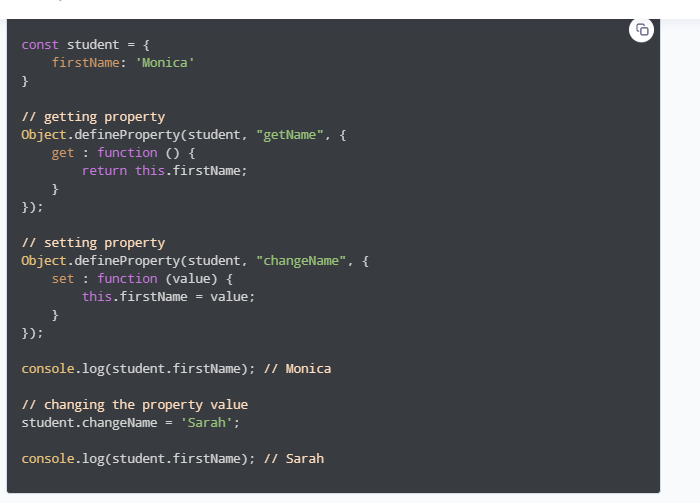 const student = {
    firstName: 'Monica'
}

// getting property
Object.defineProperty(student, "getName", {
    get : function () {
        return this.firstName;
    }
});

// setting property
Object.defineProperty(student, "changeName", {
    set : function (value) {
        this.firstName = value;
    }
});

console.log(student.firstName); // Monica

// changing the property value
student.changeName = 'Sarah';

console.log(student.firstName); // Sarah